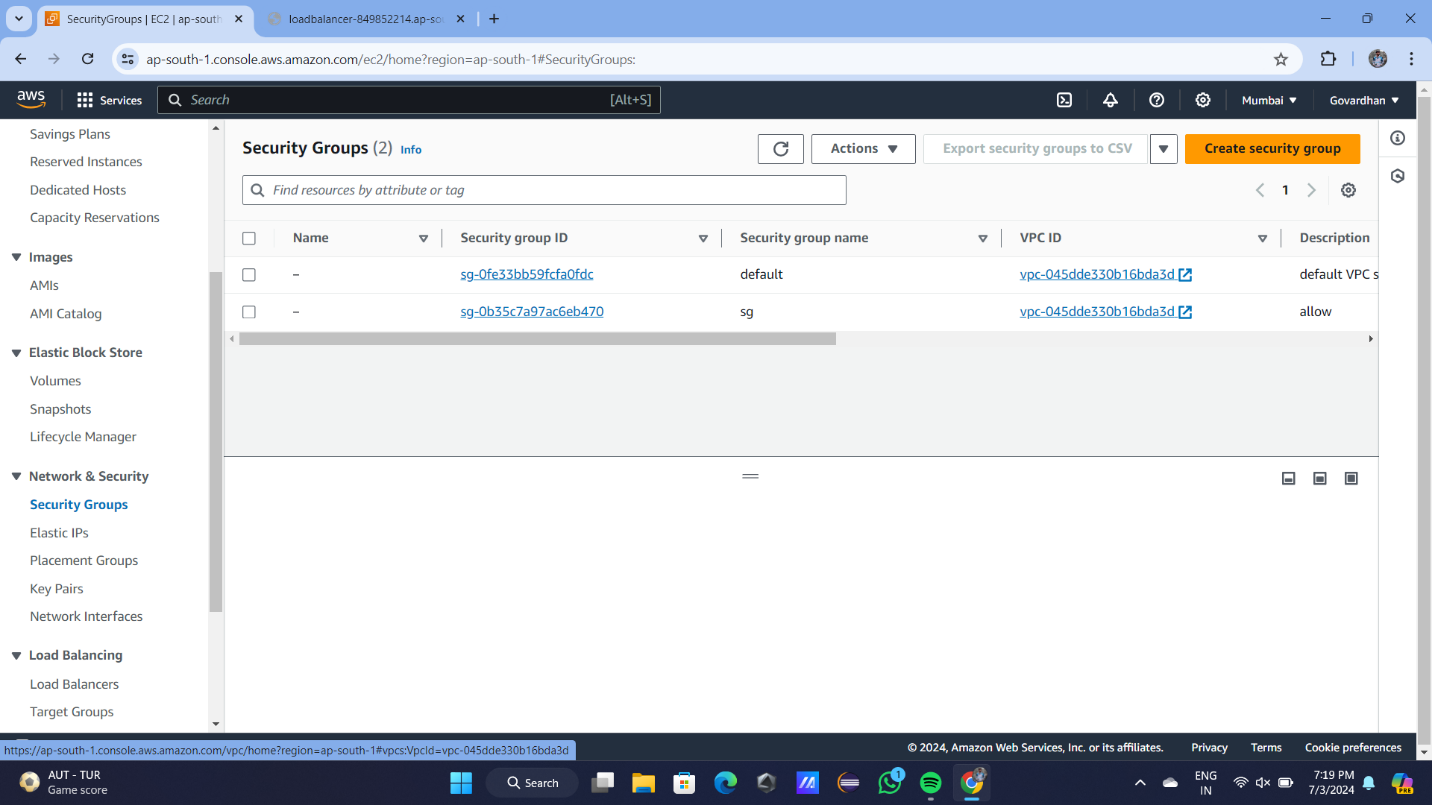 SecurityGroups | EC2 | ap-south
loadbalancer-849852214.ap-so
ap-south-1.console.aws.amazon.com/ec2/home?region=ap-south-1#SecurityGroups:
aws Services Search [Alt+S] Mumbai Govardhan
Savings Plans
Reserved Instances
Dedicated Hosts
Capacity Reservations
Images
AMIs
AMI Catalog
Elastic Block Store
Volumes
Snapshots
Lifecycle Manager
Network & Security
Security Groups
Elastic IPs
Placement Groups
Key Pairs
Network Interfaces
Load Balancing
Load Balancers
Target Groups
Security Groups (2) Info Actions Export security groups to CSV Create security group
Find resources by attribute or tag 1
Name Security group ID Security group name VPC ID Description
– sg-0fe33bb59fcfa0fdc default vpc-045dde330b16bda3d default VPC s
– sg-0b35c7a97ac6eb470 sg vpc-045dde330b16bda3d allow
https://ap-south-1.console.aws.amazon.com/vpc/home?region=ap-south-1#vpcs:VpcId=vpc-045dde330b16bda3d
© 2024, Amazon Web Services, Inc. or its affiliates. Privacy Terms Cookie preferences
AUT - TUR
Game score
Search
1
ENG
IN
7:19 PM
7/3/2024
PRE